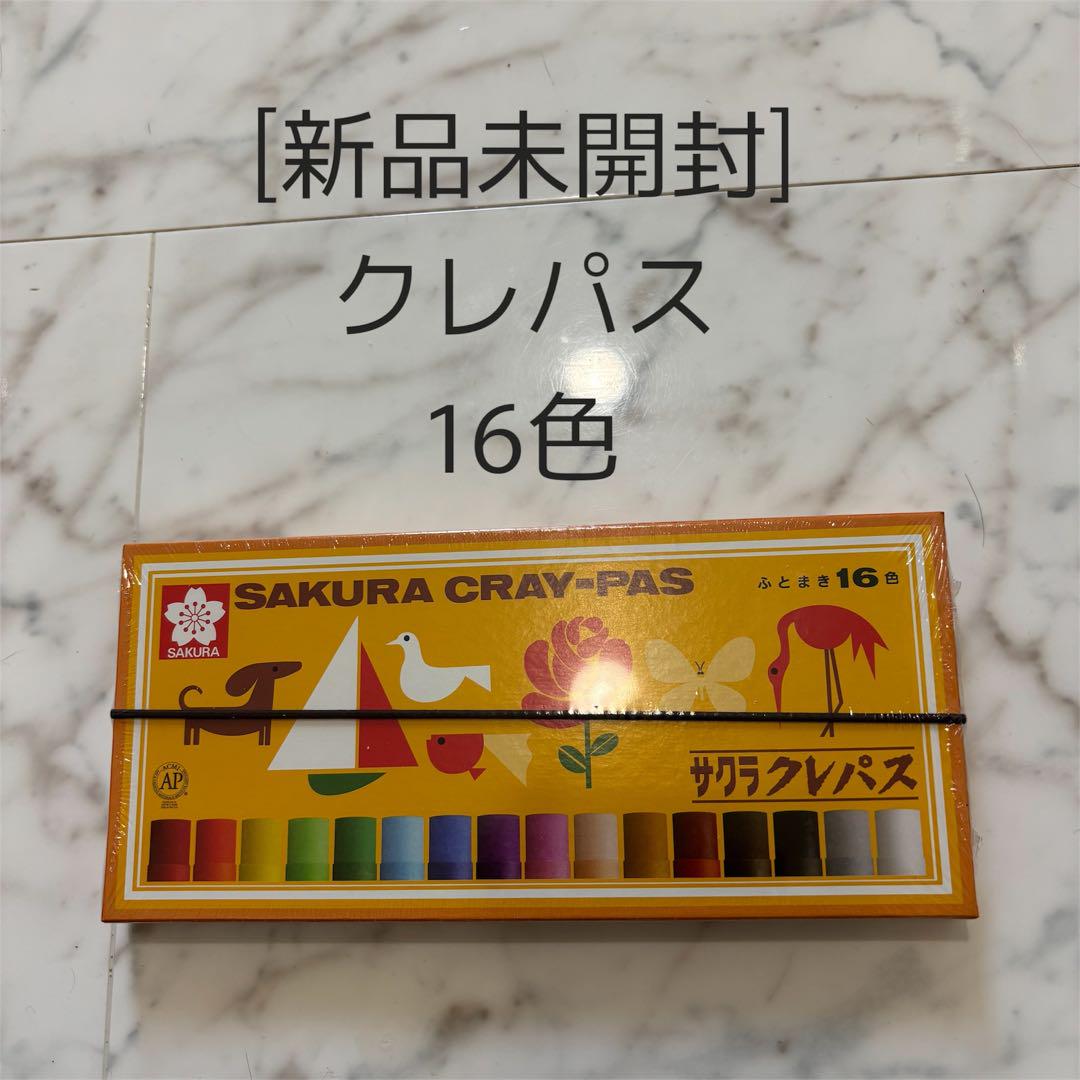 [新品未開封]
クレパス
16色
SAKURA CRAY-PAS
ふとまき16色
SAKURA
サクラクレパス
ACMI
AP